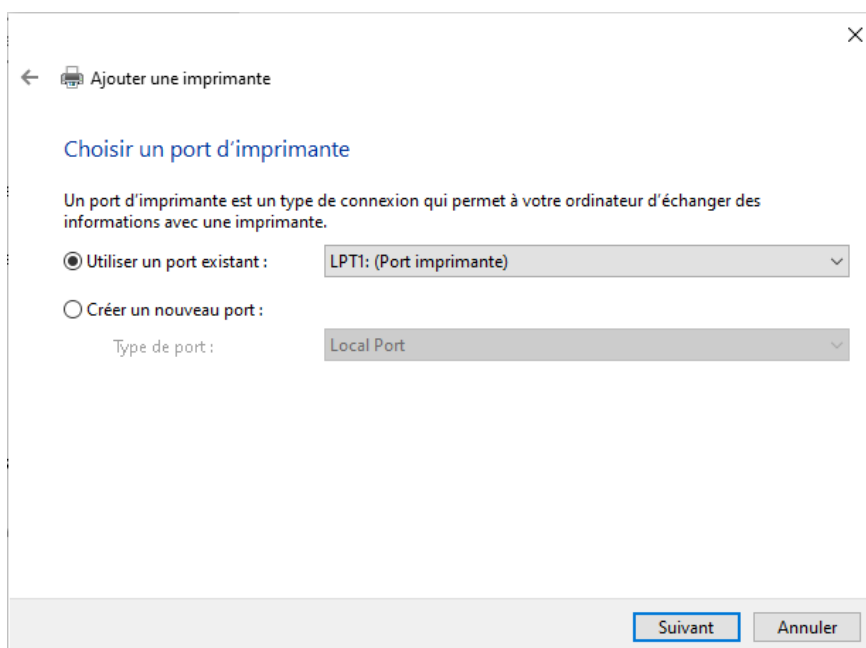 Ajouter une imprimante
Choisir un port d'imprimante
Un port d'imprimante est un type de connexion qui permet à votre ordinateur d'échanger des
informations avec une imprimante.
Utiliser un port existant : LPT1: (Port imprimante)
Créer un nouveau port :
Type de port : Local Port
Suivant Annuler